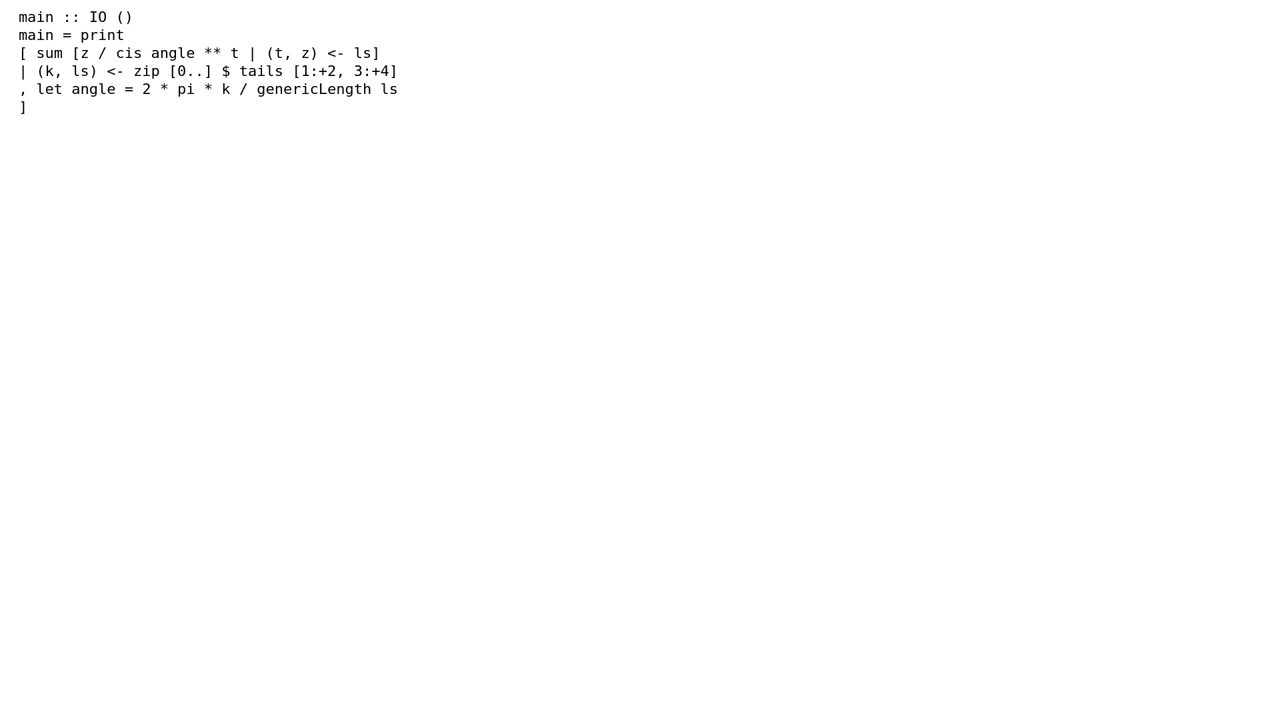 main :: IO ()
main = print
[ sum [z / cis angle ** t | (t, z) <- ls]
| (k, ls) <- zip [0..] $ tails [1:+2, 3:+4]
, let angle = 2 * pi * k / genericLength ls
]